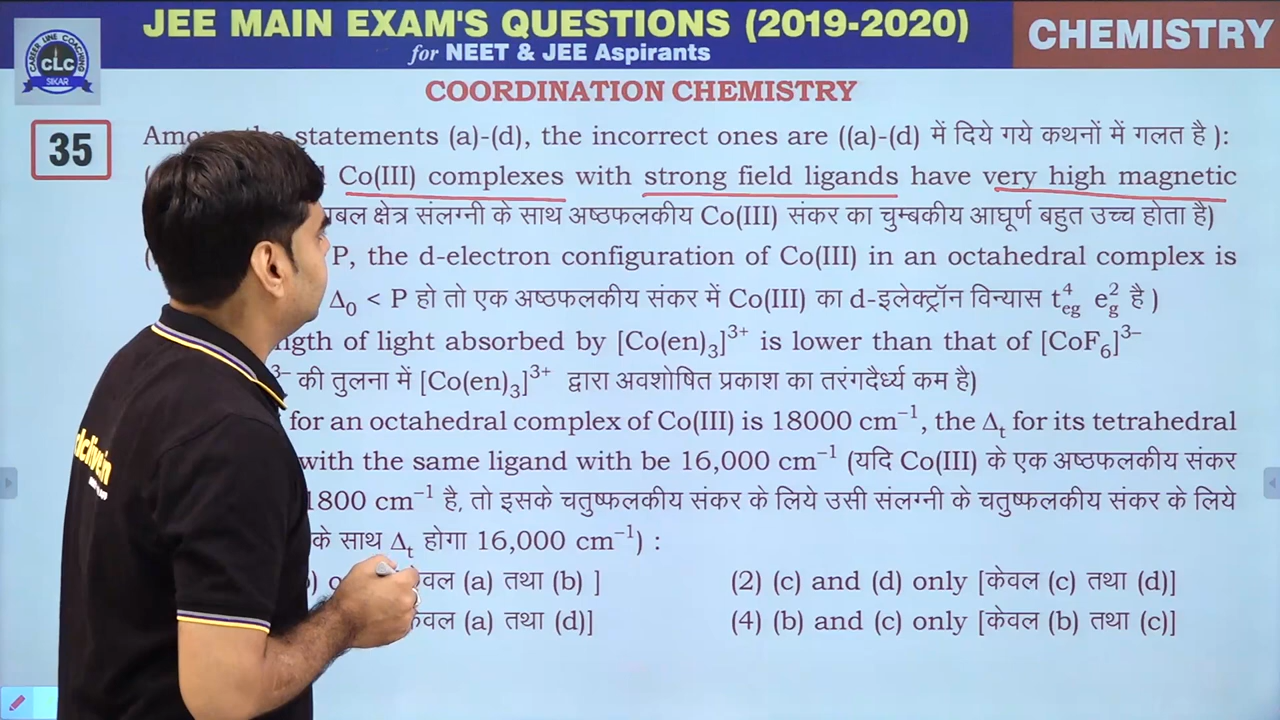 JEE MAIN EXAM'S QUESTIONS (2019-2020)
for NEET & JEE Aspirants
CHEMISTRY
CAREER LINE COACHING
cLc
SIKAR
COORDINATION CHEMISTRY
35
statements (a)-(d), the incorrect ones are ((a)-(d) में दिये गये कथनों में गलत है ):
Co(III) complexes with strong field ligands have very high magnetic
क्षेत्र संलग्नी के साथ अष्ठफलकीय Co(III) संकर का चुम्बकीय आघूर्ण बहुत उच्च होता है)
P, the d-electron configuration of Co(III) in an octahedral complex is
Δ₀ < P हो तो एक अष्ठफलकीय संकर में Co(III) का d-इलेक्ट्रॉन विन्यास t⁴eg e²g है )
of light absorbed by [Co(en)₃]³⁺ is lower than that of [CoF₆]³⁻
³⁻ की तुलना में [Co(en)₃]³⁺ द्वारा अवशोषित प्रकाश का तरंगदैर्ध्य कम है)
for an octahedral complex of Co(III) is 18000 cm⁻¹, the Δt for its tetrahedral
with the same ligand with be 16,000 cm⁻¹ (यदि Co(III) के एक अष्ठफलकीय संकर
1800 cm⁻¹ है, तो इसके चतुष्फलकीय संकर के लिये उसी संलग्नी के चतुष्फलकीय संकर के लिये
के साथ Δt होगा 16,000 cm⁻¹) :
(a) तथा (b) ]
(2) (c) and (d) only [केवल (c) तथा (d)]
(a) तथा (d)]
(4) (b) and (c) only [केवल (b) तथा (c)]